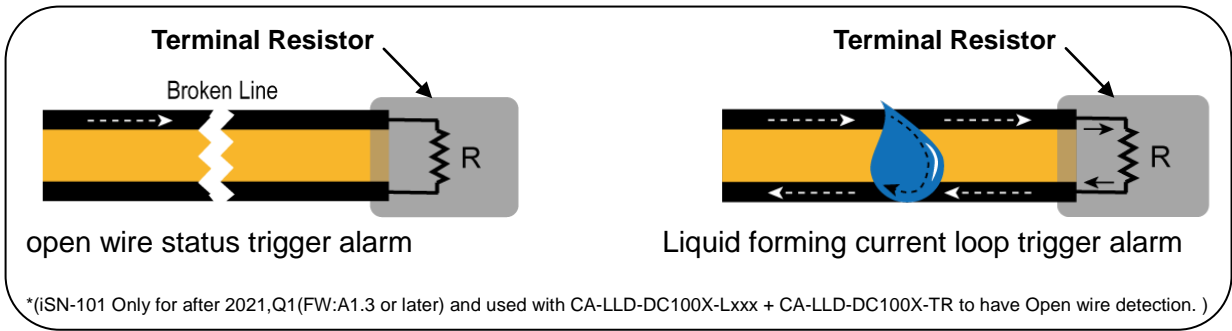 Terminal Resistor
Broken Line
R
open wire status trigger alarm
Terminal Resistor
R
Liquid forming current loop trigger alarm
*(iSN-101 Only for after 2021,Q1(FW:A1.3 or later) and used with CA-LLD-DC100X-Lxxx + CA-LLD-DC100X-TR to have Open wire detection. )